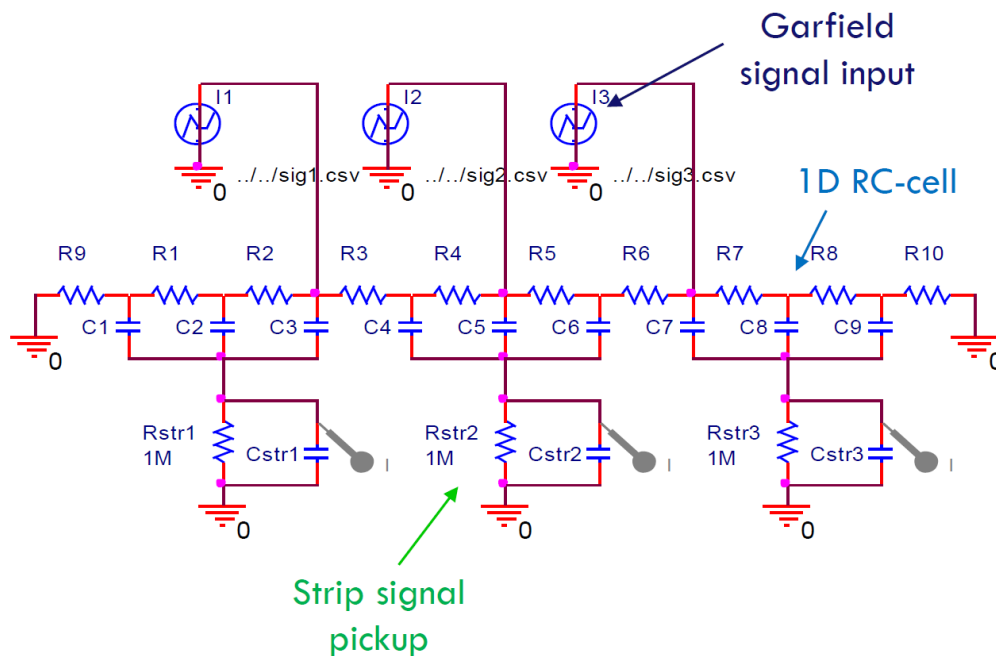 Garfield
signal input
I1
I2
I3
0
../../sig1.csv
0
../../sig2.csv
0
../../sig3.csv
1D RC-cell
R9
R1
R2
R3
R4
R5
R6
R7
R8
R10
C1
C2
C3
C4
C5
C6
C7
C8
C9
0
0
Rstr1
1M
Cstr1
I
Rstr2
1M
Cstr2
I
Rstr3
1M
Cstr3
I
0
0
0
Strip signal
pickup